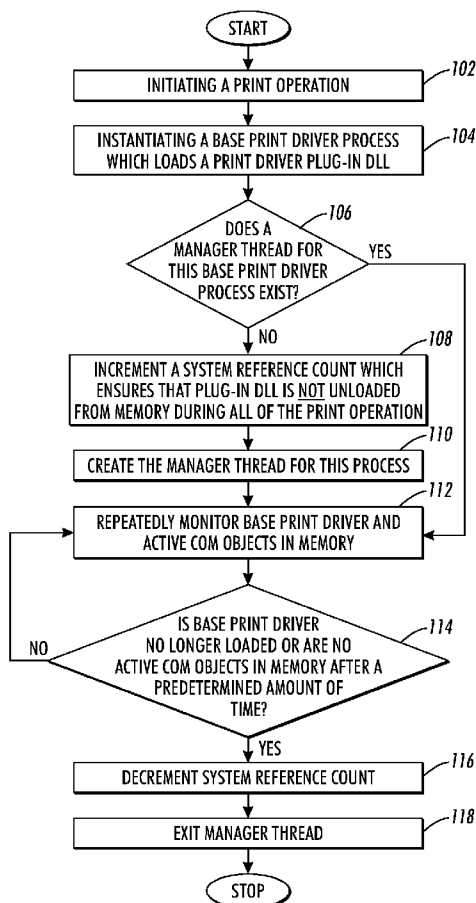 START
INITIATING A PRINT OPERATION
102
INSTANTIATING A BASE PRINT DRIVER PROCESS
WHICH LOADS A PRINT DRIVER PLUG-IN DLL
104
DOES A
MANAGER THREAD FOR
THIS BASE PRINT DRIVER
PROCESS EXIST?
106
YES
NO
INCREMENT A SYSTEM REFERENCE COUNT WHICH
ENSURES THAT PLUG-IN DLL IS NOT UNLOADED
FROM MEMORY DURING ALL OF THE PRINT OPERATION
108
CREATE THE MANAGER THREAD FOR THIS PROCESS
110
REPEATEDLY MONITOR BASE PRINT DRIVER AND
ACTIVE COM OBJECTS IN MEMORY
112
IS BASE PRINT DRIVER
NO LONGER LOADED OR ARE NO
ACTIVE COM OBJECTS IN MEMORY AFTER A
PREDETERMINED AMOUNT OF
TIME?
114
NO
YES
DECREMENT SYSTEM REFERENCE COUNT
116
EXIT MANAGER THREAD
118
STOP